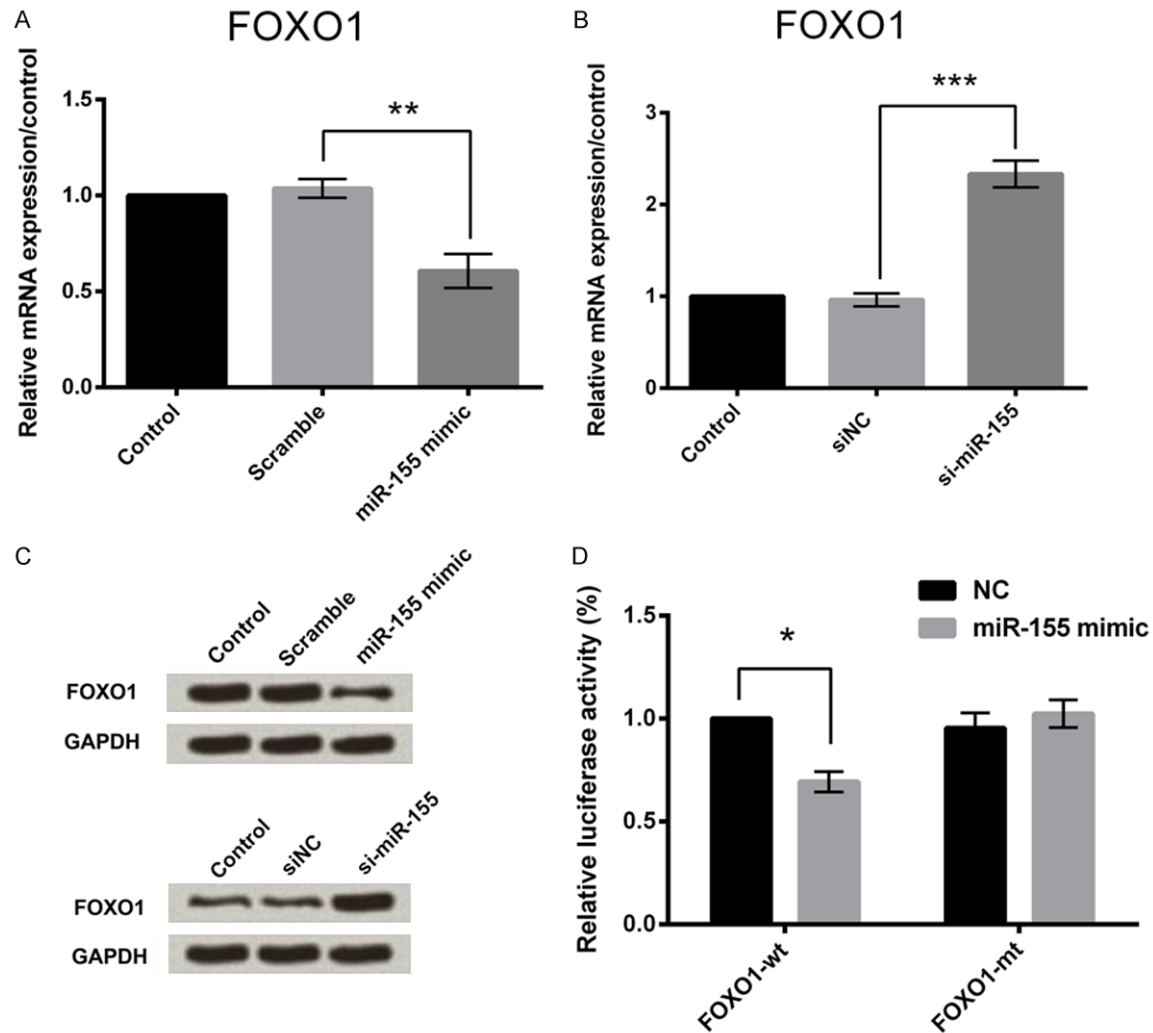 A
FOXO1
Relative mRNA expression/control
1.5
1.0
0.5
0.0
**
Control
Scramble
miR-155 mimic
B
FOXO1
Relative mRNA expression/control
3
2
1
0
***
Control
siNC
si-miR-155
C
Control
Scramble
miR-155 mimic
FOXO1
GAPDH
Control
siNC
si-miR-155
FOXO1
GAPDH
D
Relative luciferase activity (%)
1.5
1.0
0.5
0.0
*
NC
miR-155 mimic
FOXO1-wt
FOXO1-mt